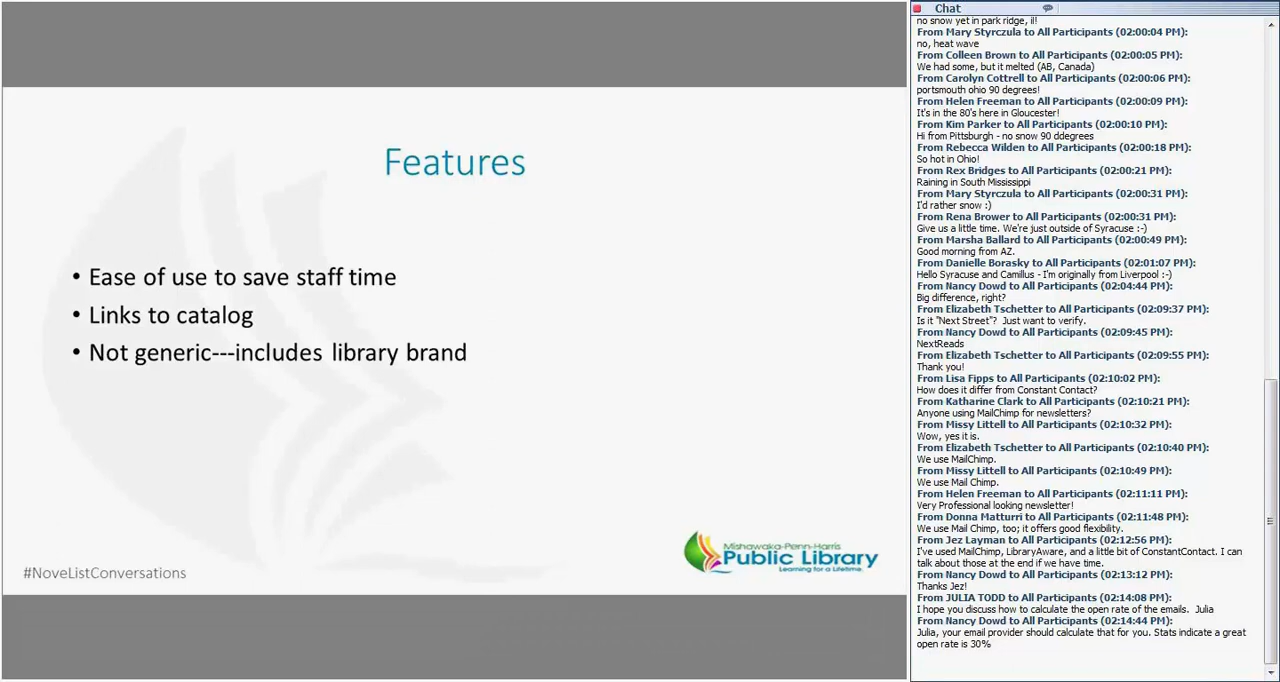 Features
• Ease of use to save staff time
• Links to catalog
• Not generic---includes library brand
#NoveListConversations
Mishawaka-Penn-Harris
Public Library
Learning for a Lifetime.
Chat
no snow yet in park ridge, il!
From Mary Styrczula to All Participants (02:00:04 PM):
no, heat wave
From Colleen Brown to All Participants (02:00:05 PM):
We had some, but it melted (AB, Canada)
From Carolyn Cottrell to All Participants (02:00:06 PM):
portsmouth ohio 90 degrees!
From Helen Freeman to All Participants (02:00:09 PM):
It's in the 80's here in Gloucester!
From Kim Parker to All Participants (02:00:10 PM):
Hi from Pittsburgh - no snow 90 ddegrees
From Rebecca Wilden to All Participants (02:00:18 PM):
So hot in Ohio!
From Rex Bridges to All Participants (02:00:21 PM):
Raining in South Mississippi
From Mary Styrczula to All Participants (02:00:31 PM):
I'd rather snow :)
From Rena Brower to All Participants (02:00:31 PM):
Give us a little time. We're just outside of Syracuse :-)
From Marsha Ballard to All Participants (02:00:49 PM):
Good morning from AZ.
From Danielle Borasky to All Participants (02:01:07 PM):
Hello Syracuse and Camillus - I'm originally from Liverpool :-)
From Nancy Dowd to All Participants (02:04:44 PM):
Big difference, right?
From Elizabeth Tschetter to All Participants (02:09:37 PM):
Is it "Next Street"?  Just want to verify.
From Nancy Dowd to All Participants (02:09:45 PM):
NextReads
From Elizabeth Tschetter to All Participants (02:09:55 PM):
Thank you!
From Lisa Fipps to All Participants (02:10:02 PM):
How does it differ from Constant Contact?
From Katharine Clark to All Participants (02:10:21 PM):
Anyone using MailChimp for newsletters?
From Missy Littell to All Participants (02:10:32 PM):
Wow, yes it is.
From Elizabeth Tschetter to All Participants (02:10:40 PM):
We use MailChimp.
From Missy Littell to All Participants (02:10:49 PM):
We use Mail Chimp.
From Helen Freeman to All Participants (02:11:11 PM):
Very Professional looking newsletter!
From Donna Matturri to All Participants (02:11:48 PM):
We use Mail Chimp, too; it offers good flexibility.
From Jez Layman to All Participants (02:12:56 PM):
I've used MailChimp, LibraryAware, and a little bit of ConstantContact. I can
talk about those at the end if we have time.
From Nancy Dowd to All Participants (02:13:12 PM):
Thanks Jez!
From JULIA TODD to All Participants (02:14:08 PM):
I hope you discuss how to calculate the open rate of the emails.  Julia
From Nancy Dowd to All Participants (02:14:44 PM):
Julia, your email provider should calculate that for you. Stats indicate a great
open rate is 30%